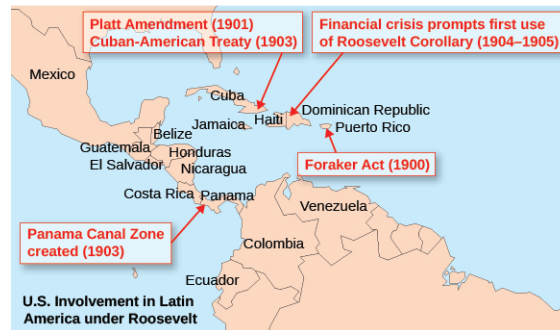 Platt Amendment (1901)
Cuban-American Treaty (1903)
Financial crisis prompts first use
of Roosevelt Corollary (1904–1905)
Mexico
Cuba
Dominican Republic
Haiti
Jamaica
Puerto Rico
Belize
Guatemala
Honduras
El Salvador
Nicaragua
Foraker Act (1900)
Costa Rica
Panama
Venezuela
Panama Canal Zone
created (1903)
Colombia
Ecuador
U.S. Involvement in Latin
America under Roosevelt